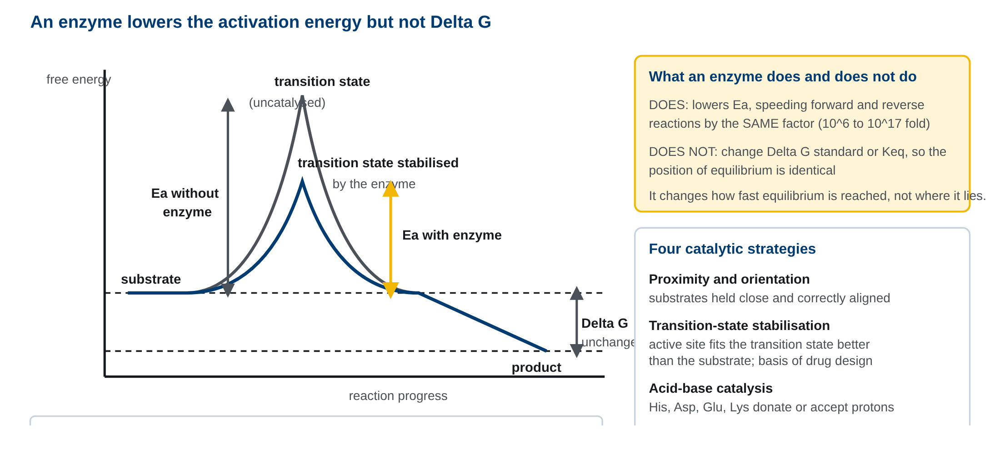 An enzyme lowers the activation energy but not Delta G
free energy
transition state
(uncatalysed)
transition state stabilised
by the enzyme
Ea without
enzyme
Ea with enzyme
substrate
Delta G
unchange
product
reaction progress
What an enzyme does and does not do
DOES: lowers Ea, speeding forward and reverse
reactions by the SAME factor (10^6 to 10^17 fold)
DOES NOT: change Delta G standard or Keq, so the
position of equilibrium is identical
It changes how fast equilibrium is reached, not where it lies.
Four catalytic strategies
Proximity and orientation
substrates held close and correctly aligned
Transition-state stabilisation
active site fits the transition state better
than the substrate; basis of drug design
Acid-base catalysis
His, Asp, Glu, Lys donate or accept protons